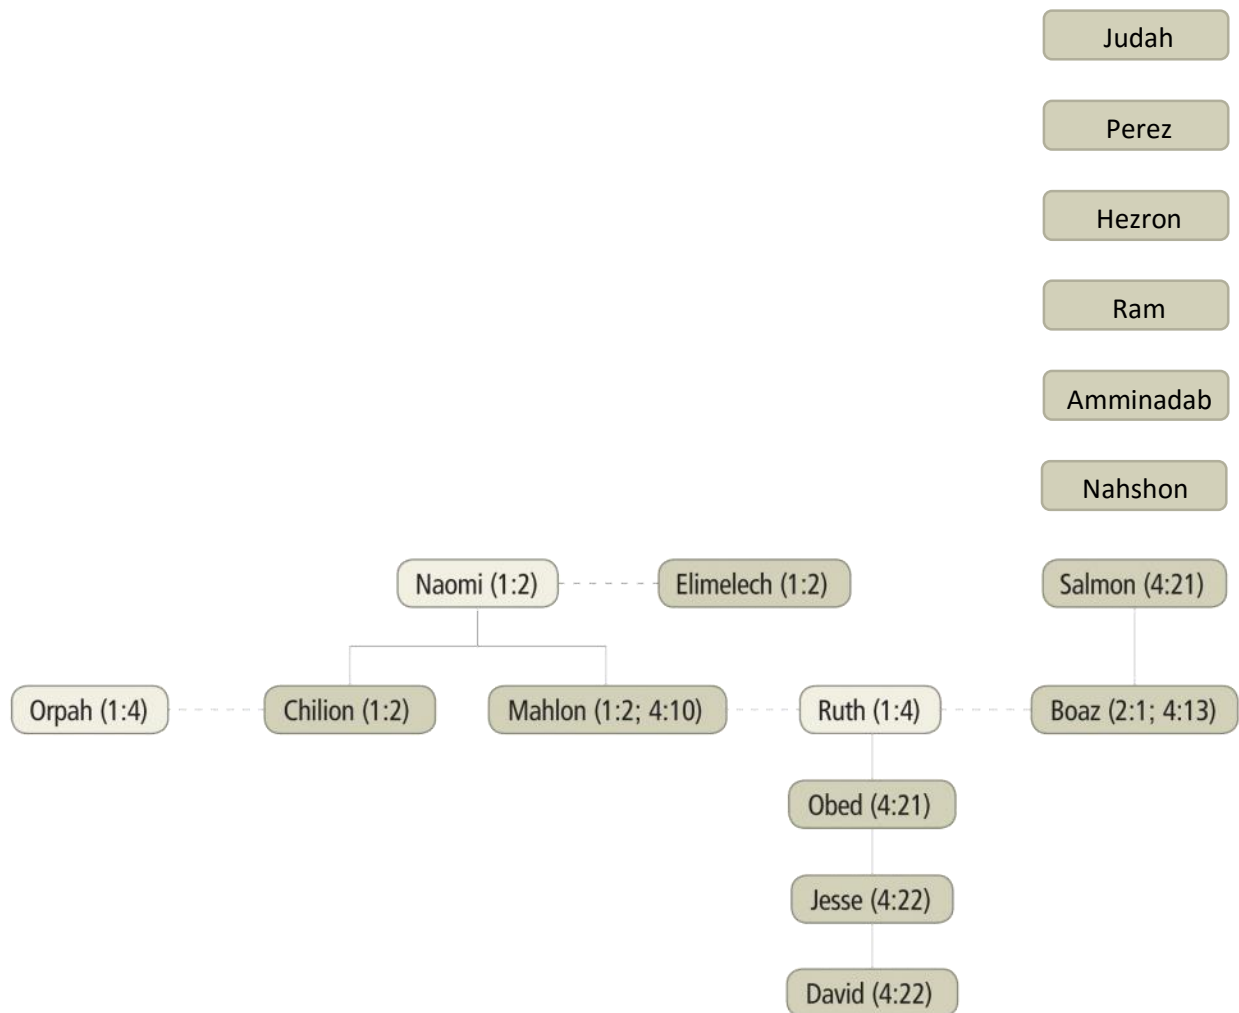 Judah
Perez
Hezron
Ram
Amminadab
Nahshon
Naomi (1:2)
Elimelech (1:2)
Salmon (4:21)
Orpah (1:4)
Chilion (1:2)
Mahlon (1:2; 4:10)
Ruth (1:4)
Boaz (2:1; 4:13)
Obed (4:21)
Jesse (4:22)
David (4:22)